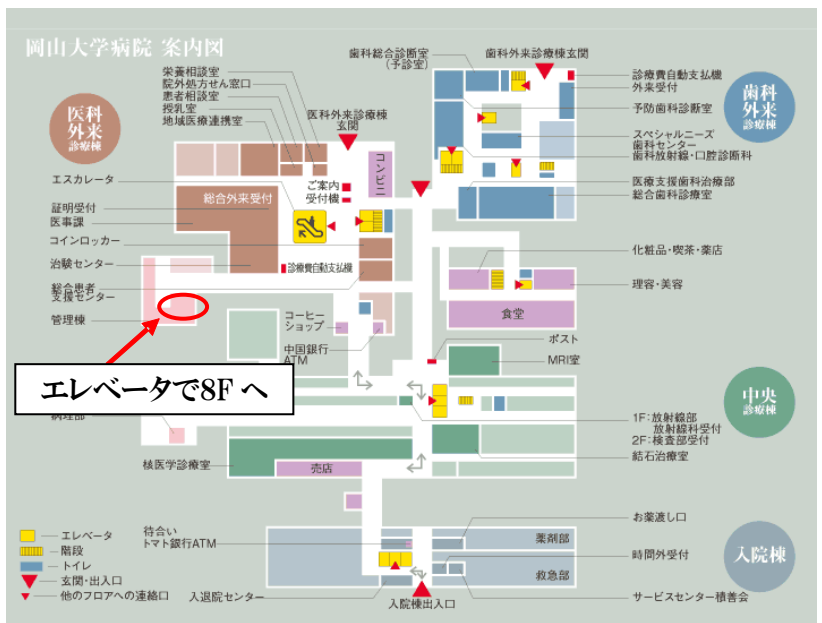 岡山大学病院 案内図
医科
外来
診療棟
栄養相談室
院外処方せん窓口
患者相談室
授乳室
地域医療連携室
医科外来診療棟
玄関
歯科総合診断室
(予診室)
歯科外来診療棟玄関
診療費自動支払機
外来受付
予防歯科診断室
スペシャルニーズ
歯科センター
歯科放射線・口腔診断科
医療支援歯科治療部
総合歯科診療室
歯科
外来
診療棟
エスカレータ
証明受付
医事課
コインロッカー
治験センター
総合患者
支援センター
管理棟
総合外来受付
ご案内
受付機
コンビニ
診療費自動支払機
コーヒー
ショップ
中国銀行
ATM
化粧品・喫茶・薬店
理容・美容
食堂
ポスト
MRI室
エレベータで8Fへ
調理部
核医学診療室
売店
1F:放射線部
放射線科受付
2F:検査部受付
結石治療室
中央
診療棟
待合い
トマト銀行ATM
お薬渡し口
薬剤部
時間外受付
救急部
入院棟
エレベータ
階段
トイレ
玄関・出入口
他のフロアへの連絡口
入退院センター
入院棟出入口
サービスセンター積善会